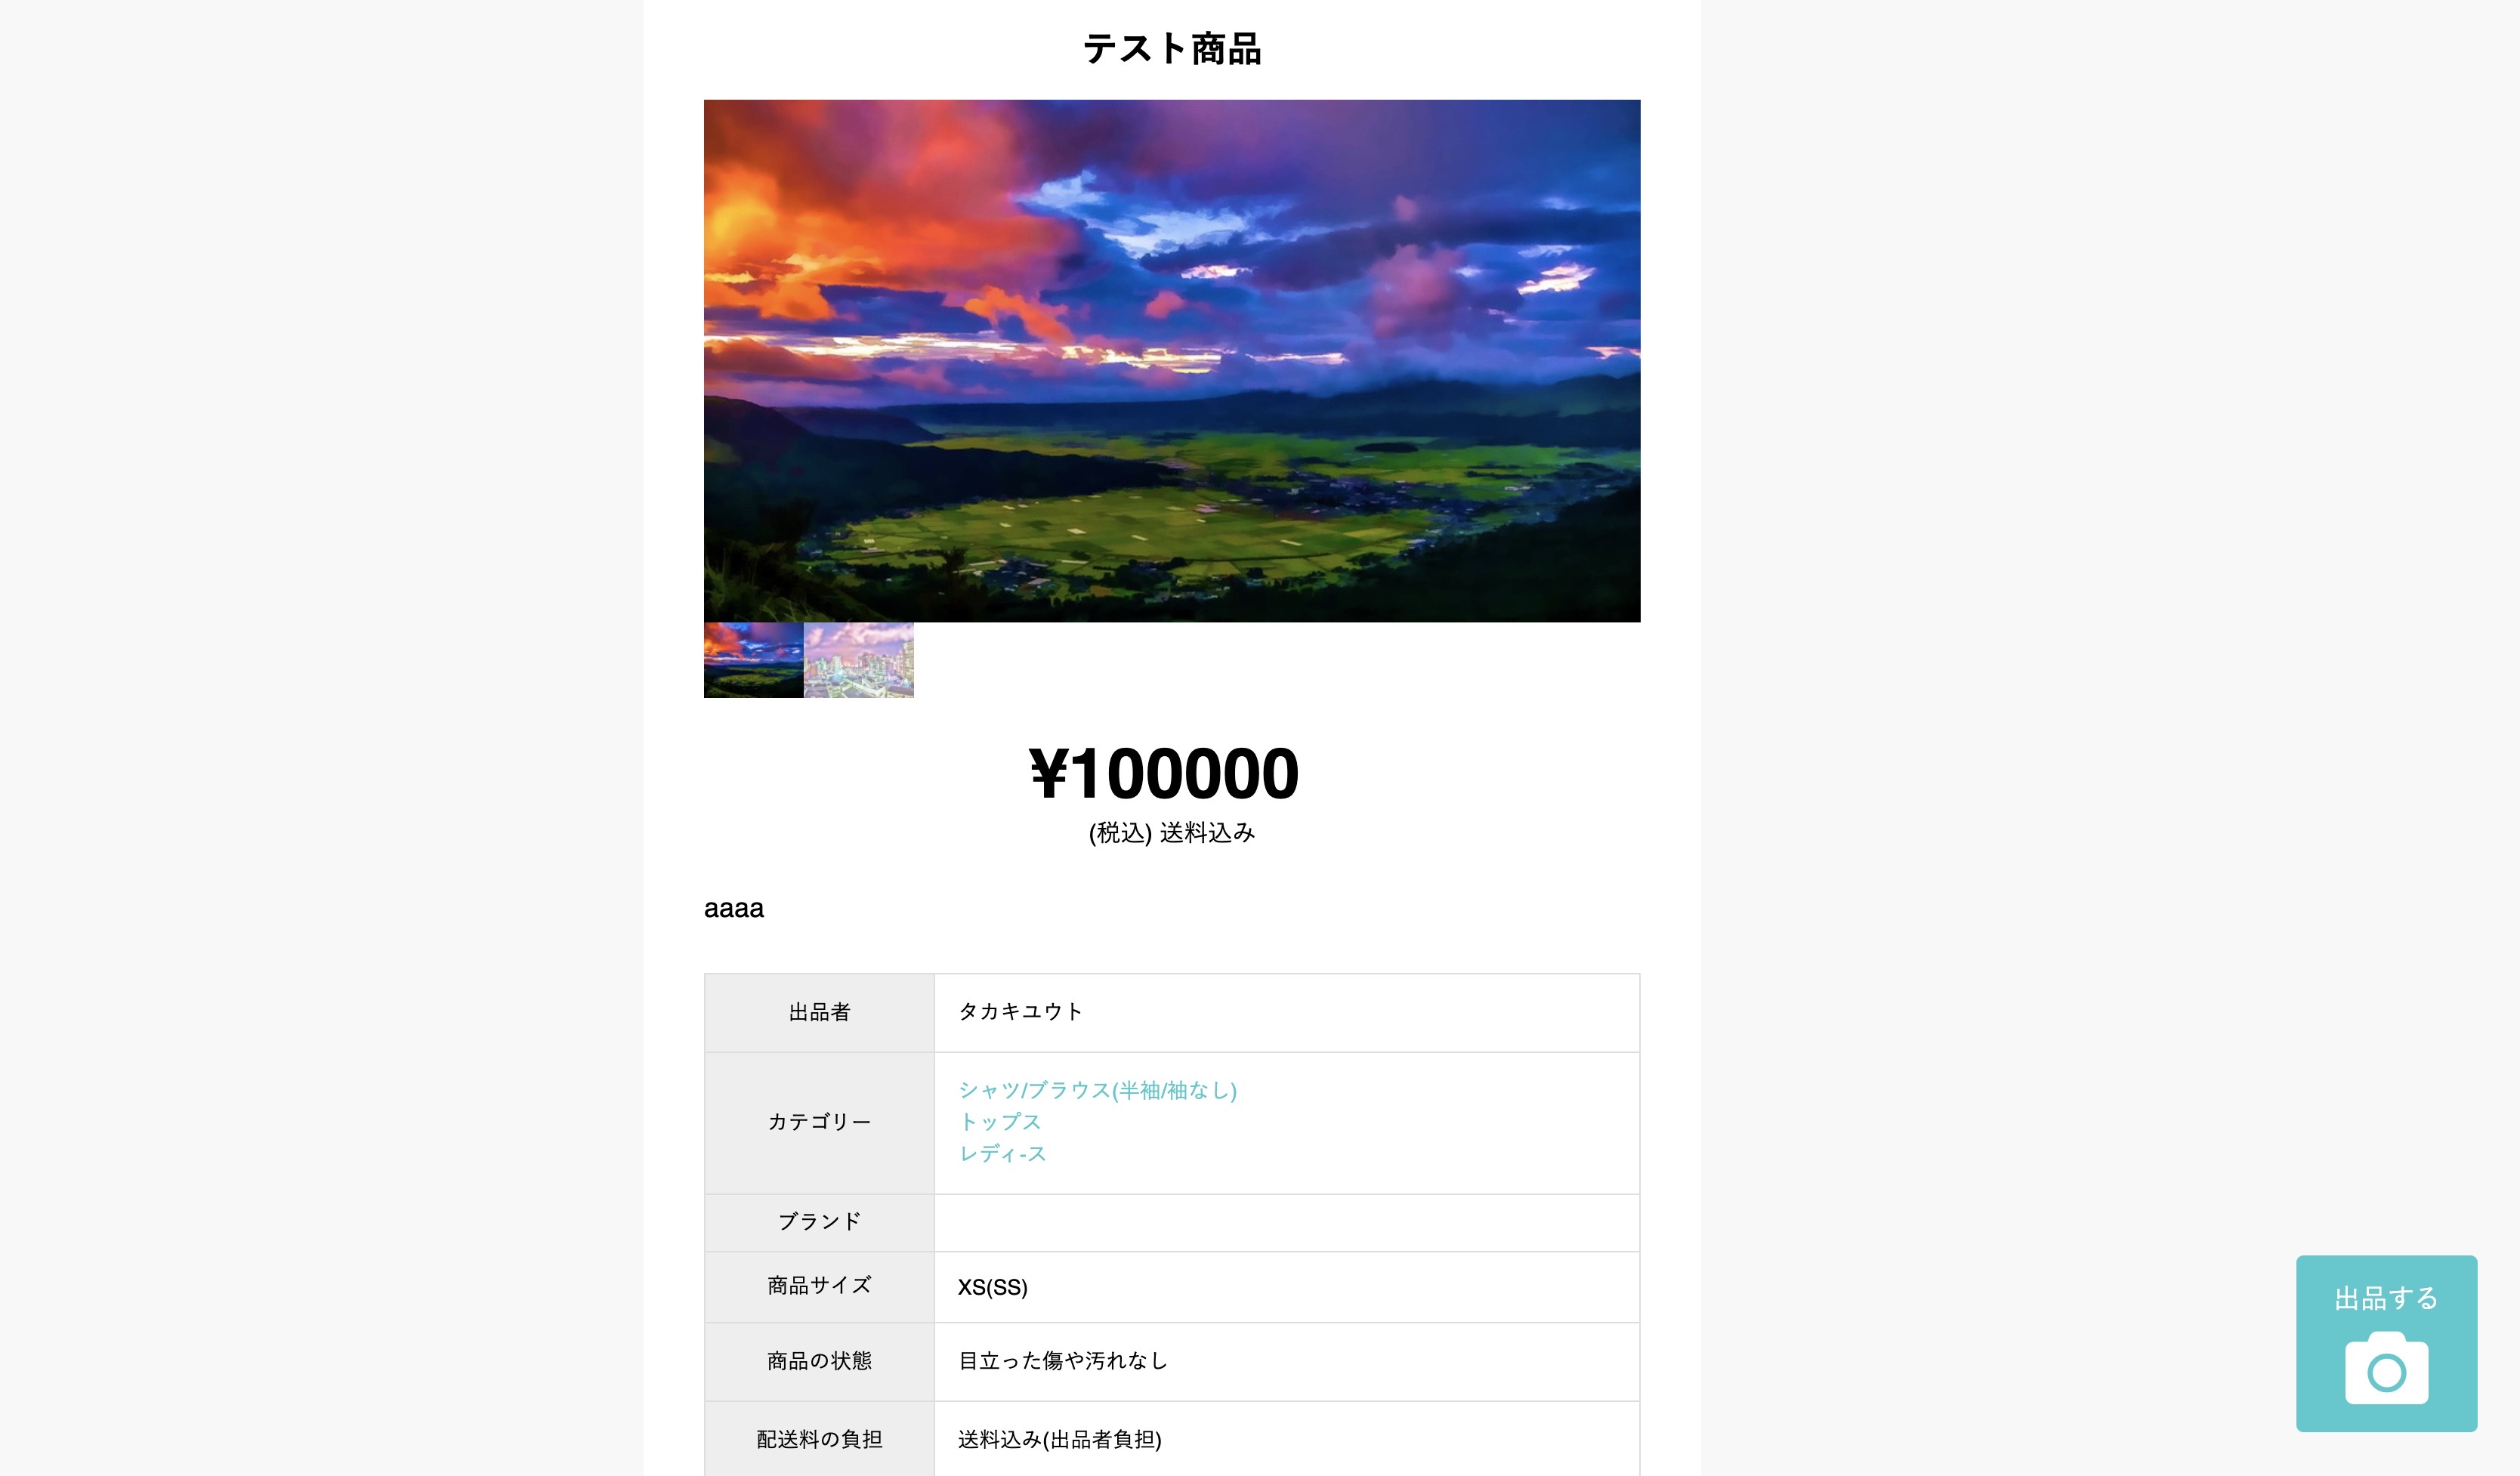 テスト商品
¥100000
(税込) 送料込み
aaaa
出品者 タカキユウト
カテゴリー シャツ/ブラウス(半袖/袖なし)
トップス
レディ-ス
ブランド
商品サイズ XS(SS)
商品の状態 目立った傷や汚れなし
配送料の負担 送料込み(出品者負担)
出品する